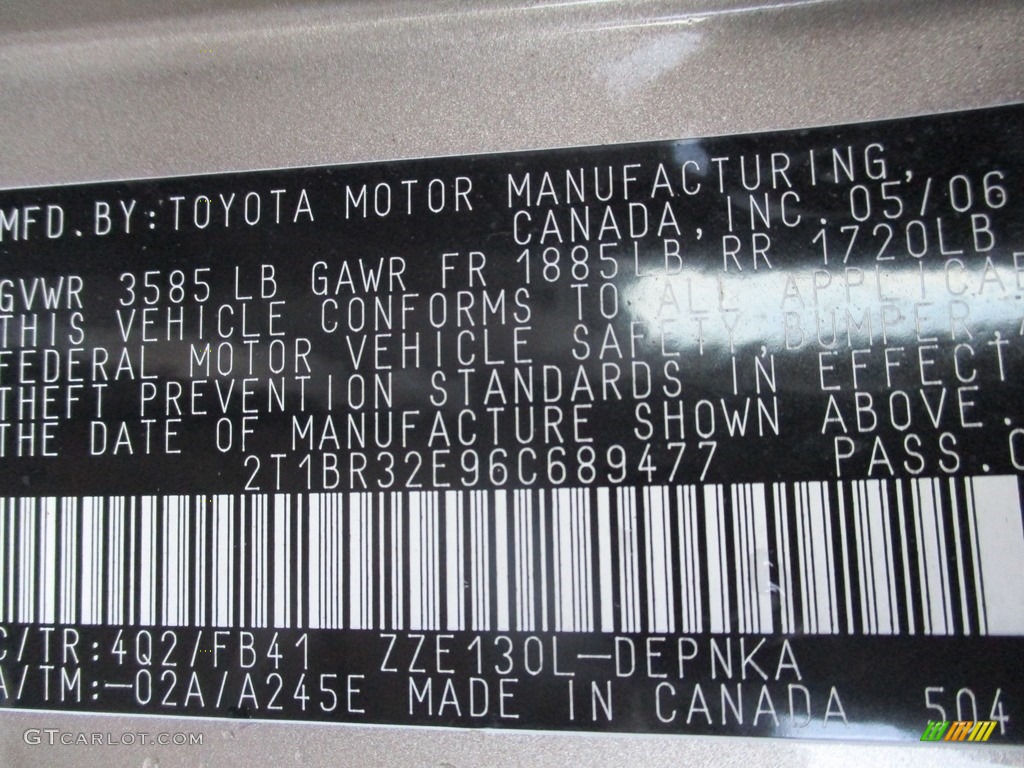 MFD. BY: TOYOTA MOTOR MANUFACTURING,
CANADA, INC. 05/06
GVWR 3585 LB GAWR FR 1885LB RR 1720LB
THIS VEHICLE CONFORMS TO ALL APPLICAB
FEDERAL MOTOR VEHICLE SAFETY, BUMPER, A
THEFT PREVENTION STANDARDS IN EFFECT
THE DATE OF MANUFACTURE SHOWN ABOVE.
2T1BR32E96C689477 PASS. C
C/TR: 4Q2/FB41 ZZE130L-DEPNKA
A/TM:-02A/A245E MADE IN CANADA 504
GTCARLOT.COM